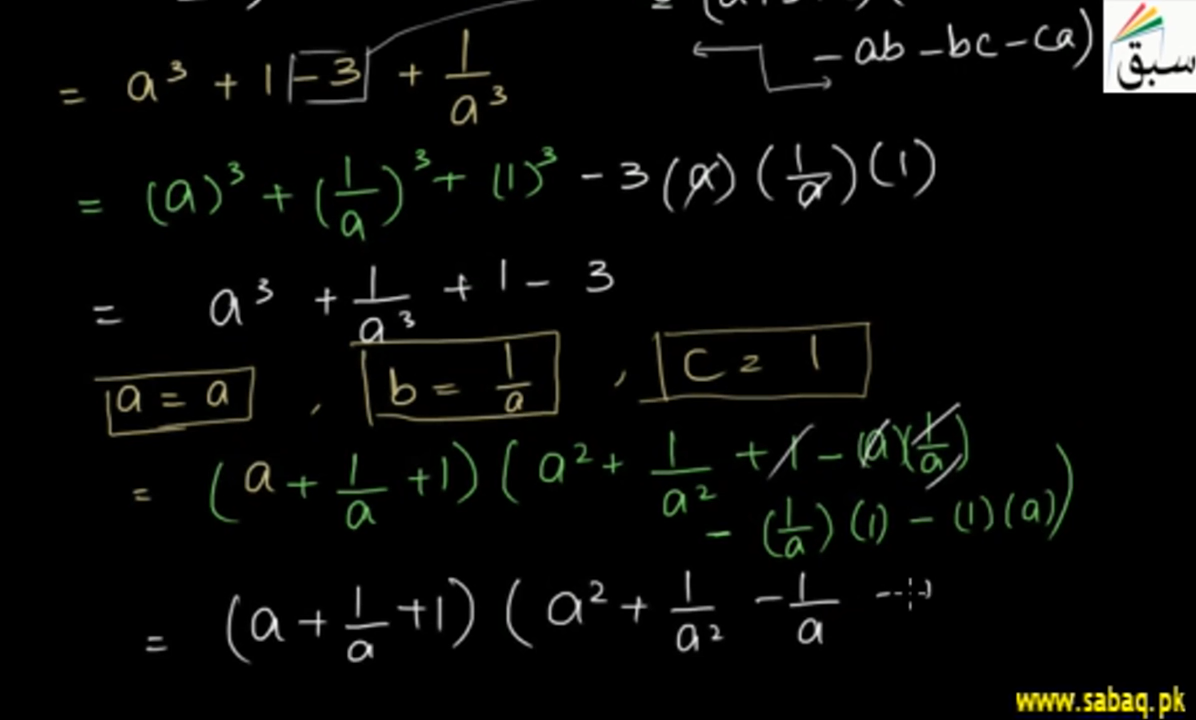 = (a+b+c)(
- ab - bc - ca)
سبق
= a³ + 1 - 3 + 1/a³
= (a)³ + (1/a)³ + (1)³ - 3(a)(1/a)(1)
= a³ + 1/a³ + 1 - 3
a = a , b = 1/a , c = 1
= (a + 1/a + 1)(a² + 1/a² + 1 - (a)(1/a)
- (1/a)(1) - (1)(a))
= (a + 1/a + 1)(a² + 1/a² - 1/a -
www.sabaq.pk